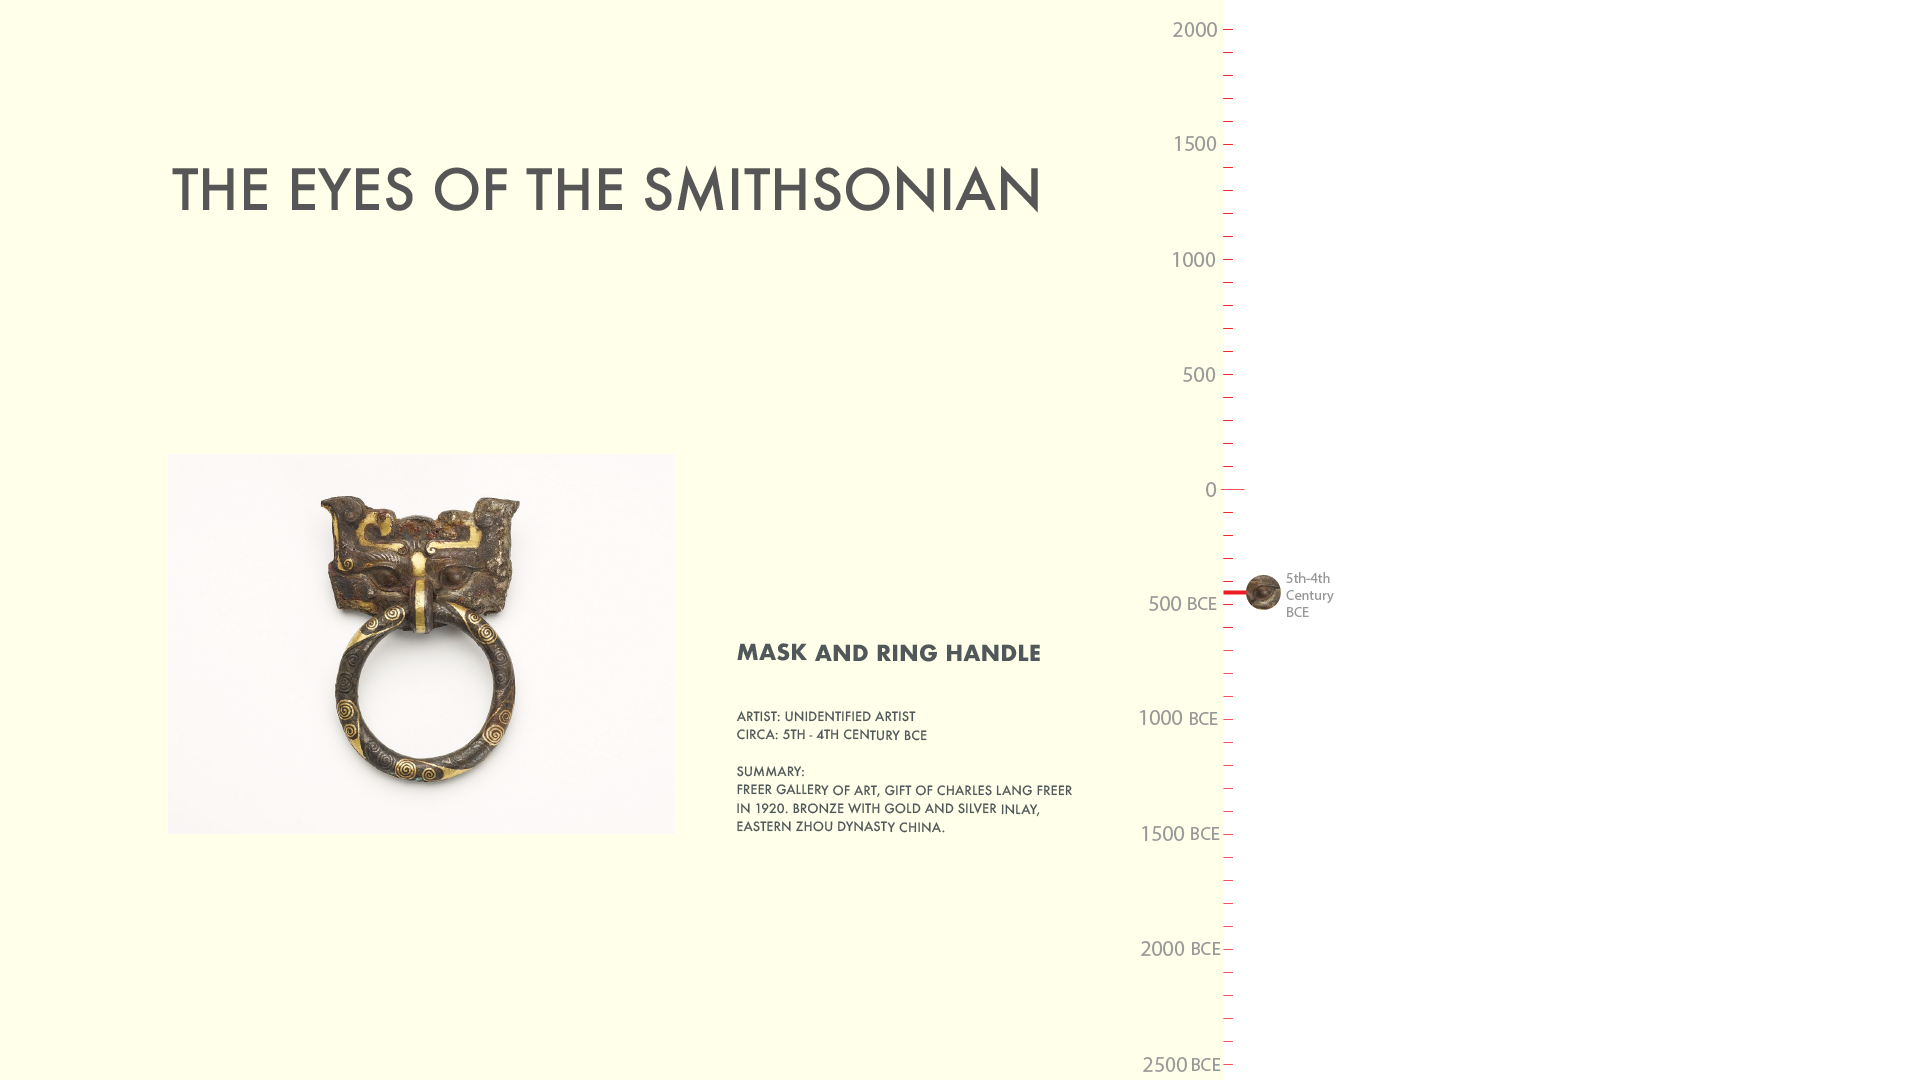 THE EYES OF THE SMITHSONIAN
MASK AND RING HANDLE
ARTIST: UNIDENTIFIED ARTIST
CIRCA: 5TH - 4TH CENTURY BCE
SUMMARY:
FREER GALLERY OF ART, GIFT OF CHARLES LANG FREER
IN 1920. BRONZE WITH GOLD AND SILVER INLAY,
EASTERN ZHOU DYNASTY CHINA.
2000
1500
1000
500
0
500 BCE
1000 BCE
1500 BCE
2000 BCE
2500 BCE
5th-4th
Century
BCE